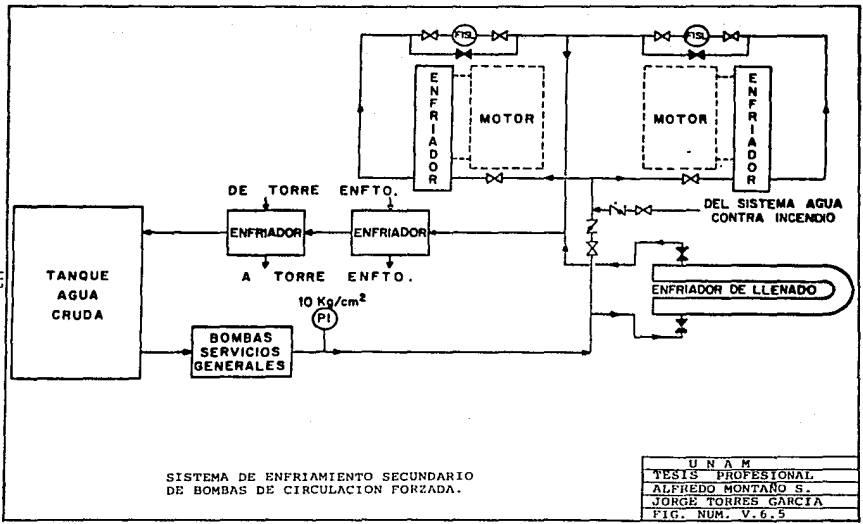 FISL
FISL
ENFRIADOR
MOTOR
MOTOR
ENFRIADOR
DE TORRE ENFTO.
DEL SISTEMA AGUA
CONTRA INCENDIO
ENFRIADOR
ENFRIADOR
A TORRE ENFTO.
TANQUE
AGUA
CRUDA
ENFRIADOR DE LLENADO
10 Kg/cm²
PI
BOMBAS
SERVICIOS
GENERALES
SISTEMA DE ENFRIAMIENTO SECUNDARIO
DE BOMBAS DE CIRCULACION FORZADA.
U N A M
TESIS PROFESIONAL
ALFREDO MONTAÑO S.
JORGE TORRES GARCIA
FIG. NUM. V.6.5